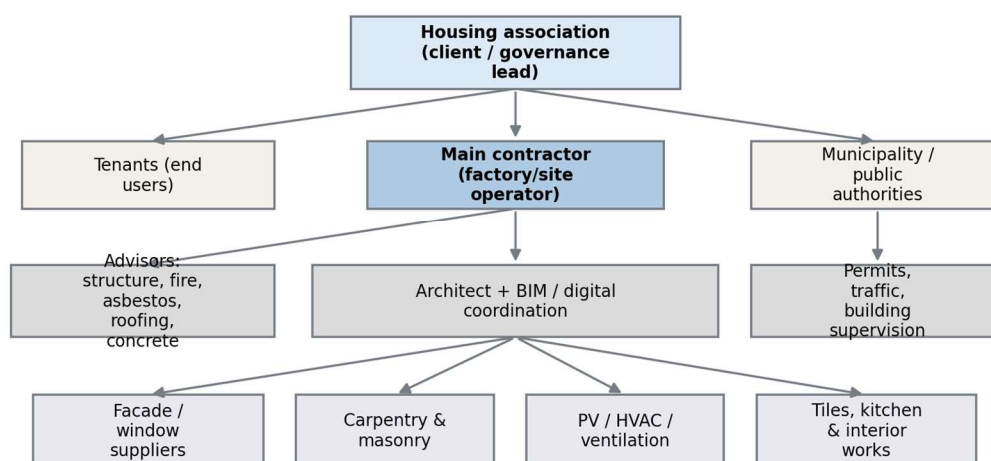 Housing association
(client / governance
lead)
Tenants (end
users)
Main contractor
(factory/site
operator)
Municipality /
public
authorities
Advisors:
structure, fire,
asbestos,
roofing,
concrete
Architect + BIM / digital
coordination
Permits,
traffic,
building
supervision
Facade /
window
suppliers
Carpentry &
masonry
PV / HVAC /
ventilation
Tiles, kitchen
& interior
works